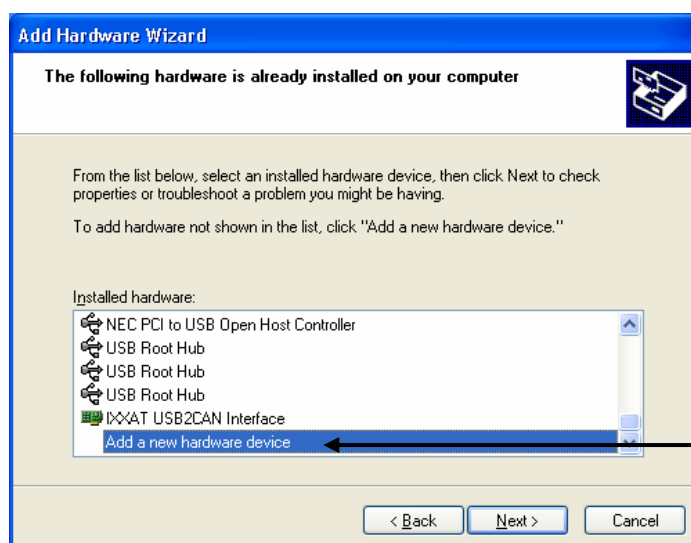 Add Hardware Wizard
The following hardware is already installed on your computer
From the list below, select an installed hardware device, then click Next to check
properties or troubleshoot a problem you might be having.
To add hardware not shown in the list, click "Add a new hardware device."
Installed hardware:
NEC PCI to USB Open Host Controller
USB Root Hub
USB Root Hub
USB Root Hub
IXXAT USB2CAN Interface
Add a new hardware device
< Back Next > Cancel